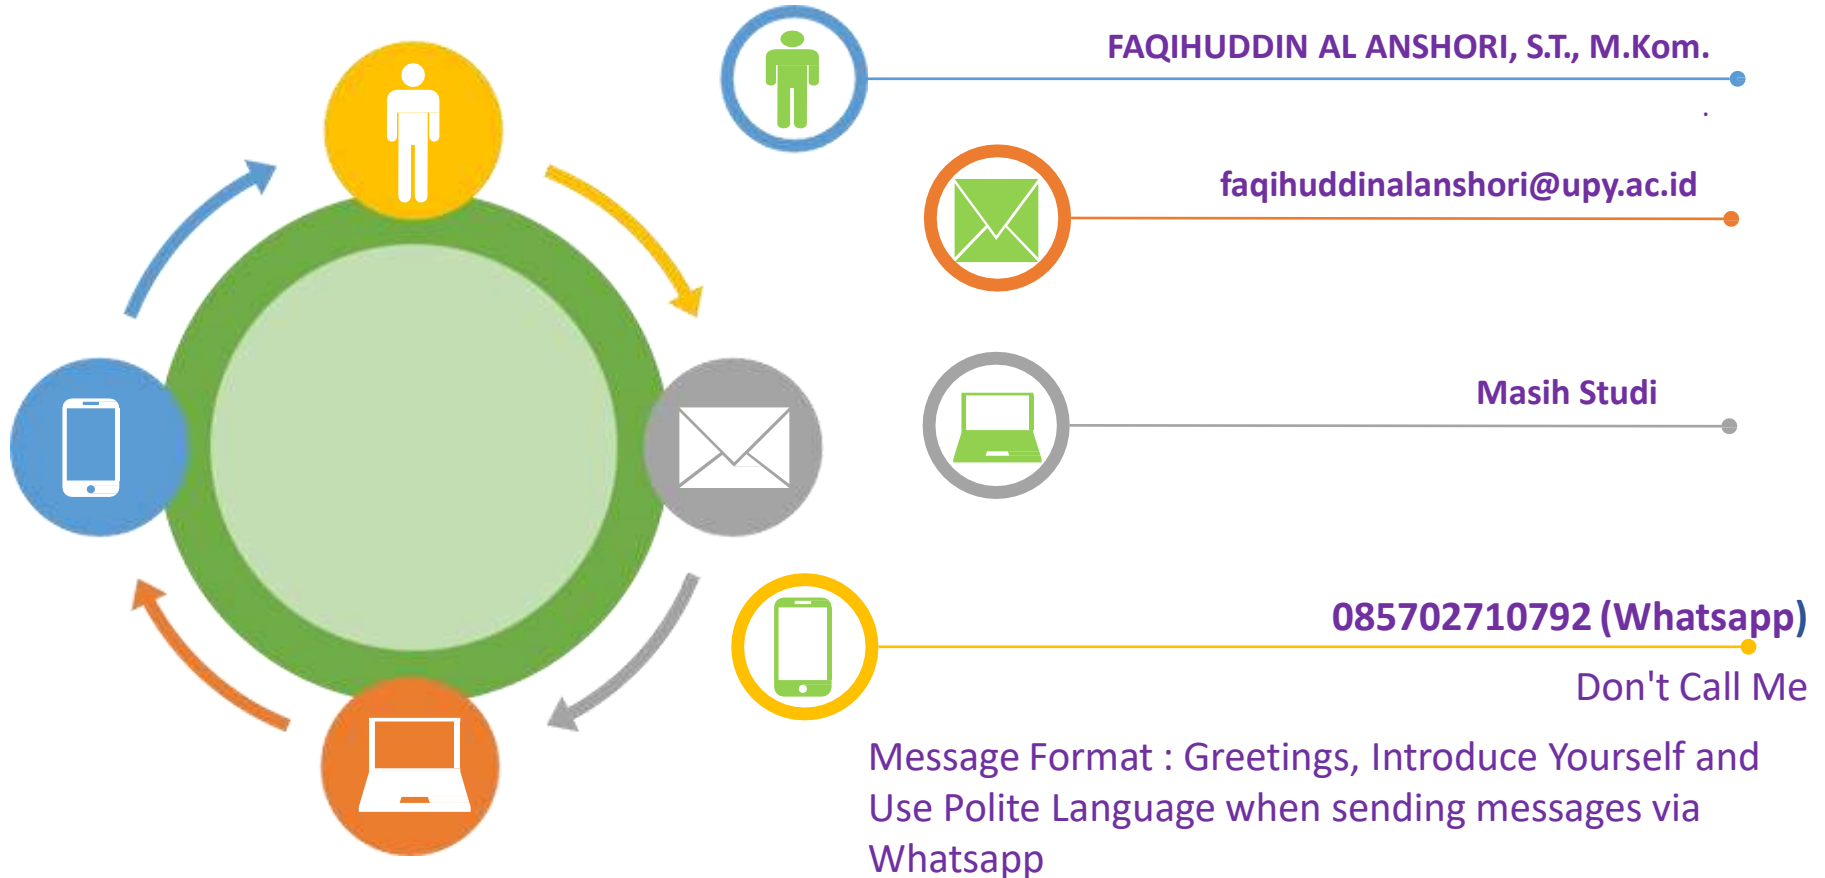 FAQIHUDDIN AL ANSHORI, S.T., M.Kom.
.
faqihuddinalanshori@upy.ac.id
Masih Studi
085702710792 (Whatsapp)
Don't Call Me
Message Format : Greetings, Introduce Yourself and
Use Polite Language when sending messages via
Whatsapp